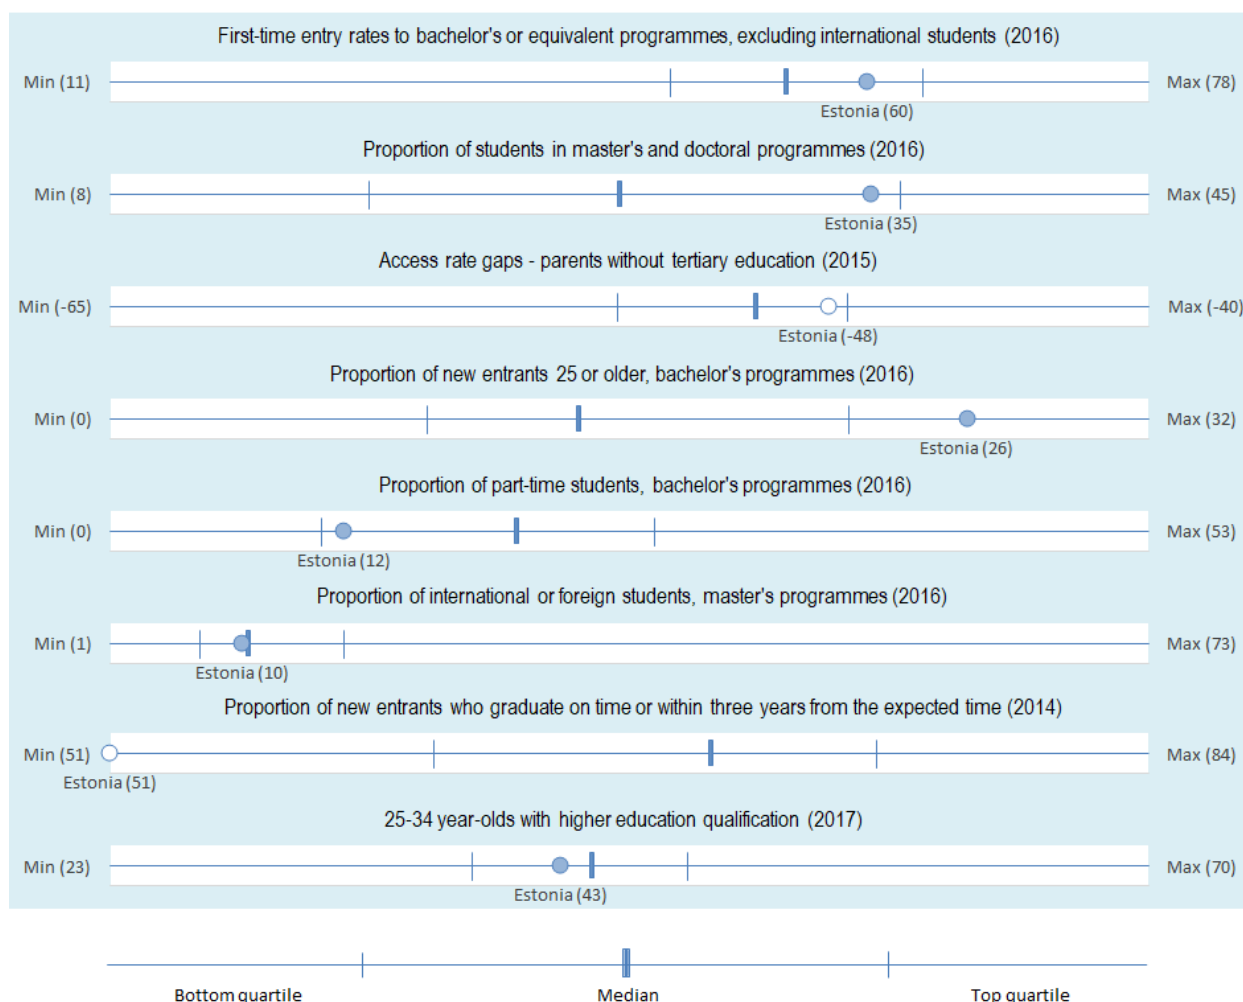 First-time entry rates to bachelor's or equivalent programmes, excluding international students (2016)
Min (11)
Max (78)
Estonia (60)
Proportion of students in master's and doctoral programmes (2016)
Min (8)
Max (45)
Estonia (35)
Access rate gaps - parents without tertiary education (2015)
Min (-65)
Max (-40)
Estonia (-48)
Proportion of new entrants 25 or older, bachelor's programmes (2016)
Min (0)
Max (32)
Estonia (26)
Proportion of part-time students, bachelor's programmes (2016)
Min (0)
Max (53)
Estonia (12)
Proportion of international or foreign students, master's programmes (2016)
Min (1)
Max (73)
Estonia (10)
Proportion of new entrants who graduate on time or within three years from the expected time (2014)
Min (51)
Max (84)
Estonia (51)
25-34 year-olds with higher education qualification (2017)
Min (23)
Max (70)
Estonia (43)
Bottom quartile
Median
Top quartile